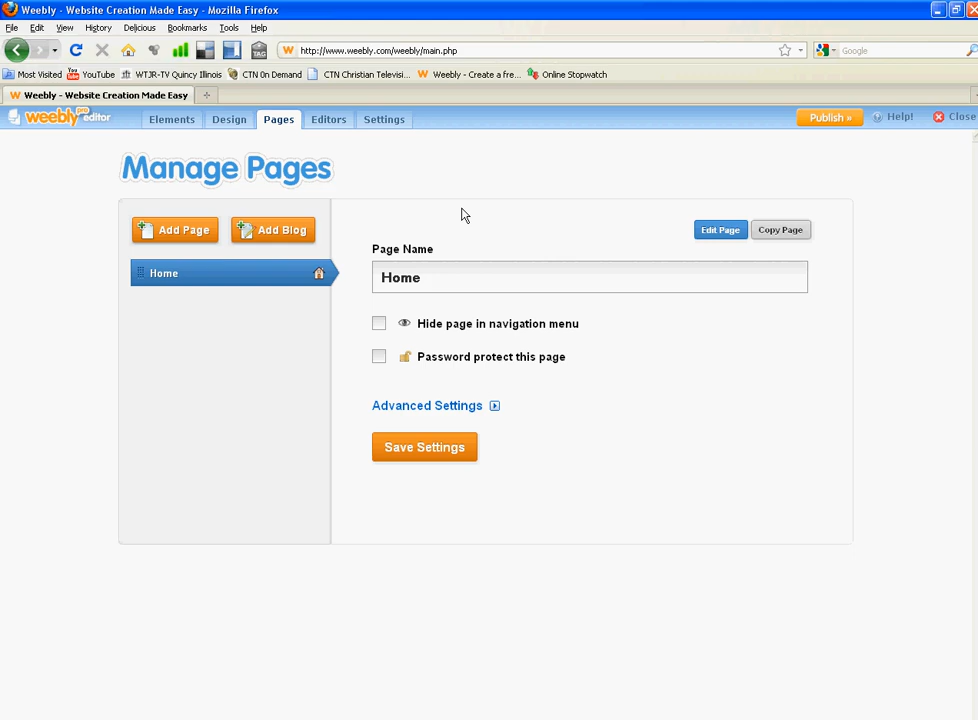 Weebly - Website Creation Made Easy - Mozilla Firefox
File Edit View History Delicious Bookmarks Tools Help
TAG W http://www.weebly.com/weebly/main.php Google
Most Visited YouTube WTJR-TV Quincy Illinois CTN 0n Demand CTN Christian Televisi... W Weebly - Create a fre... Online Stopwatch
W Weebly - Website Creation Made Easy
weebly pro editor Elements Design Pages Editors Settings Publish » Help! Close
Manage Pages
Add Page Add Blog Edit Page Copy Page
Page Name
Home Home
Hide page in navigation menu
Password protect this page
Advanced Settings
Save Settings